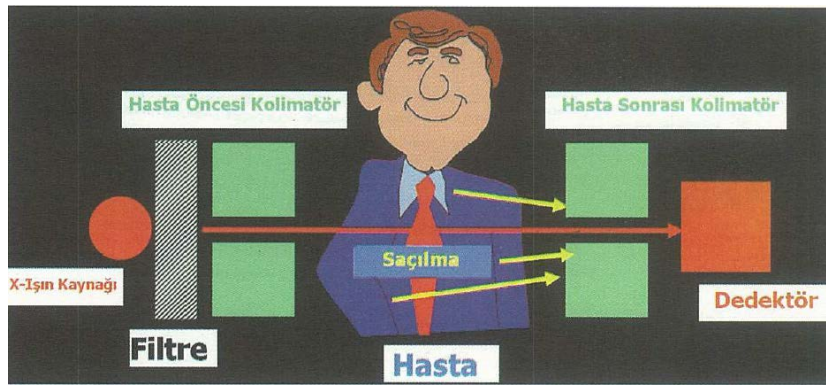 Hasta Öncesi Kolimatör
Hasta Sonrası Kolimatör
Saçılma
X-Işın Kaynağı
Dedektör
Filtre
Hasta